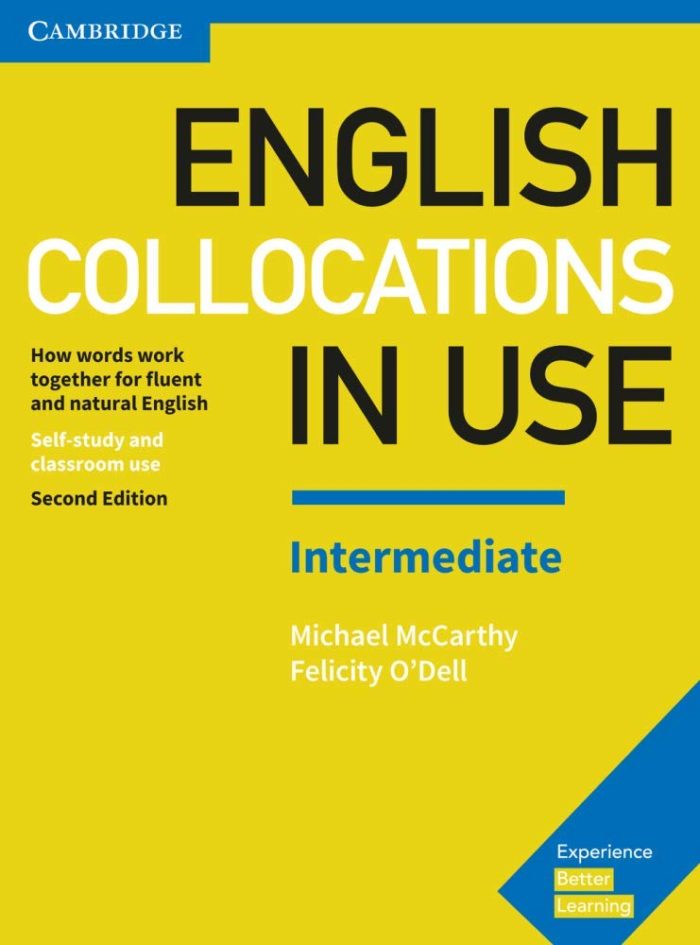 CAMBRIDGE
ENGLISH
COLLOCATIONS
IN USE
How words work
together for fluent
and natural English
Self-study and
classroom use
Second Edition
Intermediate
Michael McCarthy
Felicity O'Dell
Experience
Better
Learning